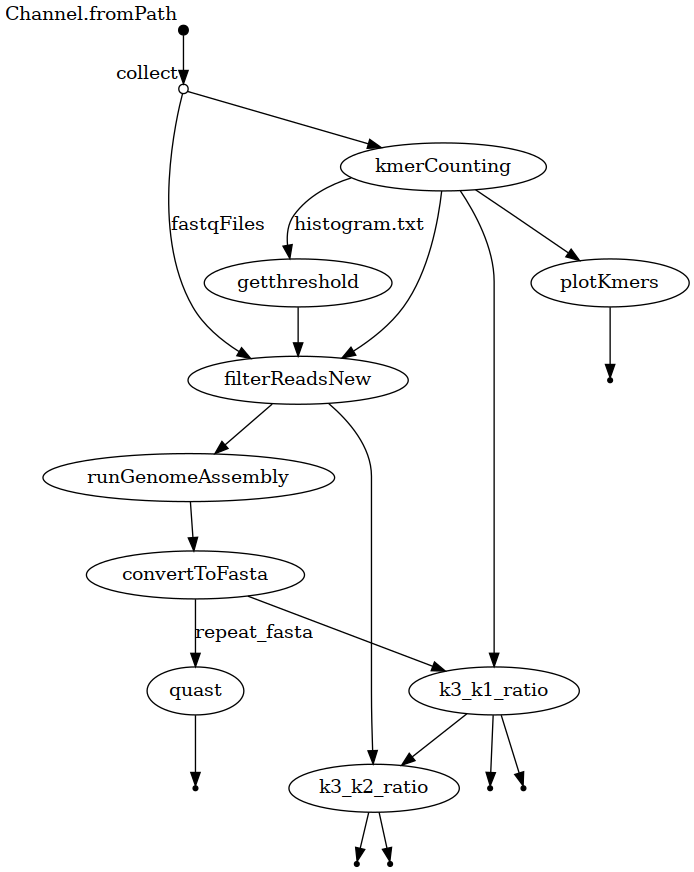 Channel.fromPath
collect
kmerCounting
fastqFiles
histogram.txt
getthreshold
plotKmers
filterReadsNew
runGenomeAssembly
convertToFasta
repeat_fasta
quast
k3_k1_ratio
k3_k2_ratio